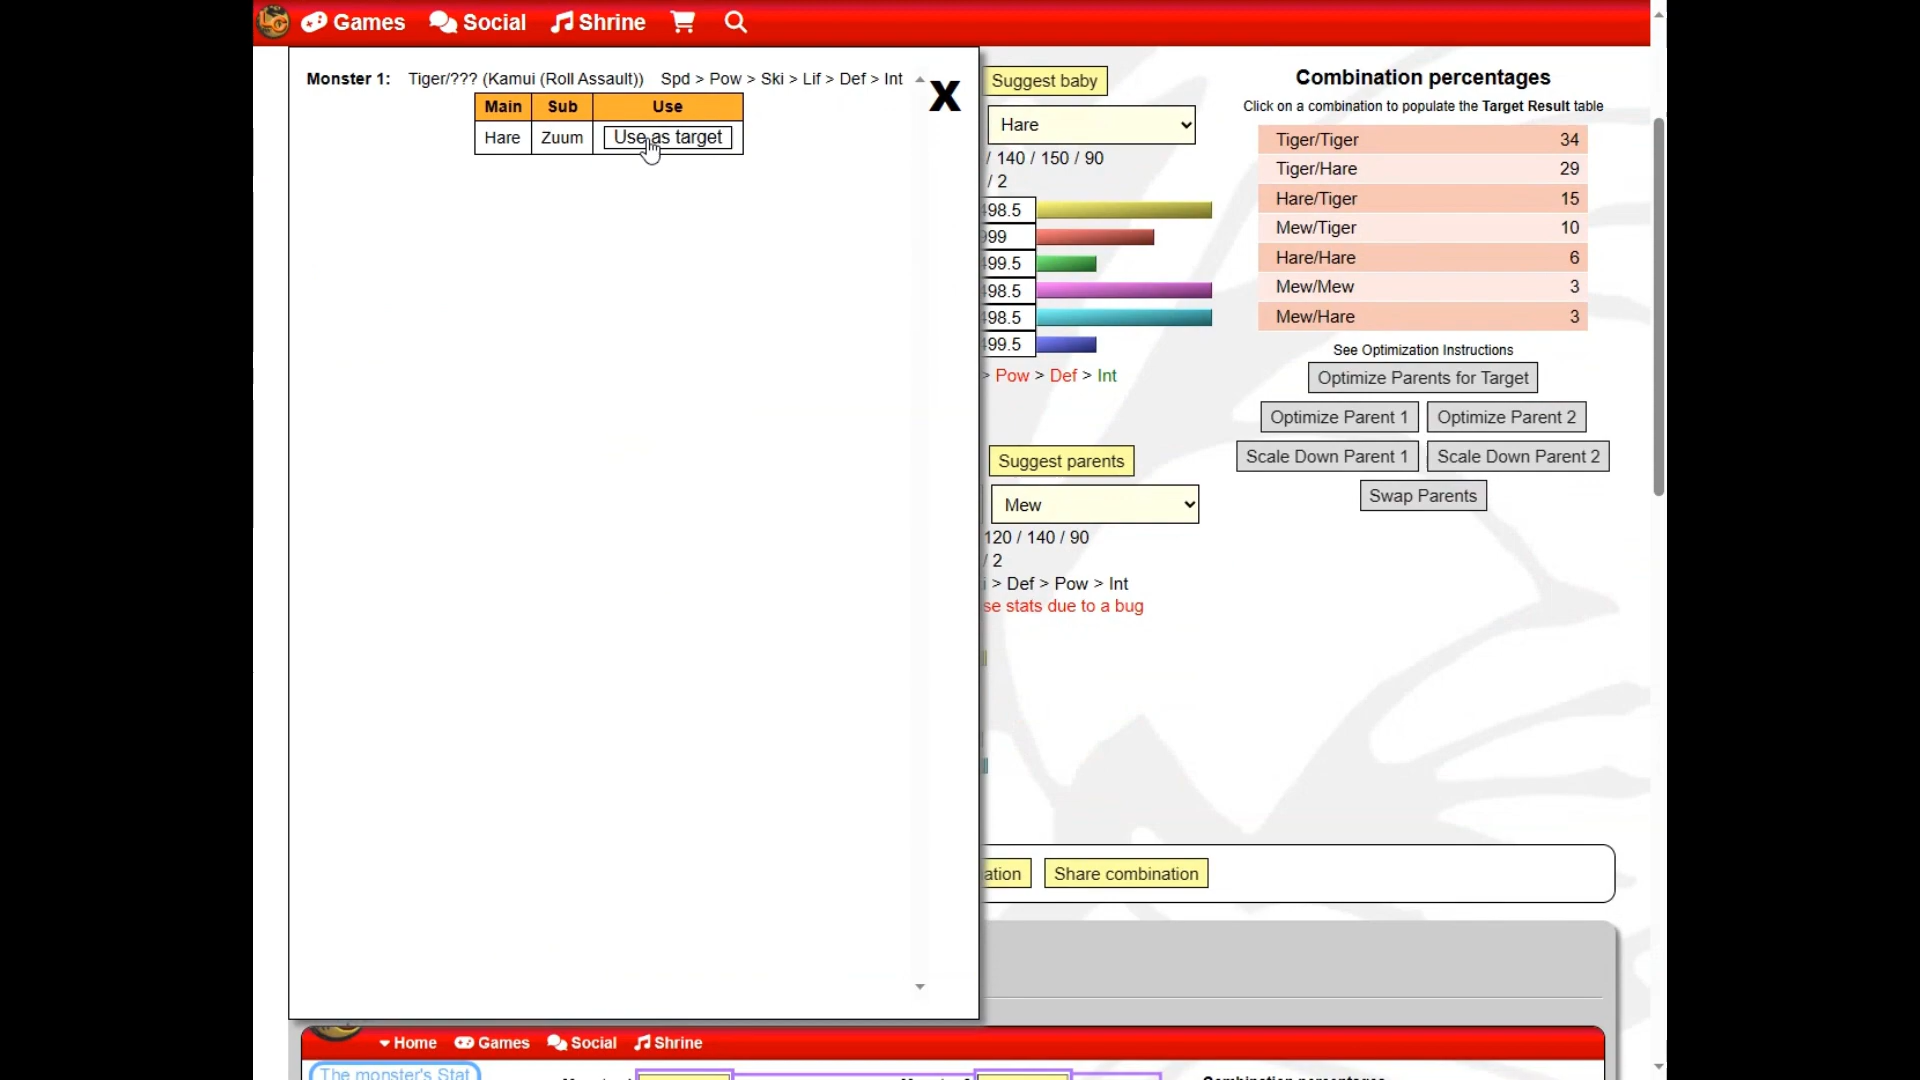 Games Social Shrine
Monster 1: Tiger/??? (Kamui (Roll Assault)) Spd > Pow > Ski > Lif > Def > Int
X
Main Sub Use
Hare Zuum Use as target
Suggest baby
Hare
/ 140 / 150 / 90
/ 2
498.5
999
499.5
498.5
498.5
499.5
> Pow > Def > Int
Suggest parents
Mew
120 / 140 / 90
/ 2
> Def > Pow > Int
se stats due to a bug
Combination percentages
Click on a combination to populate the Target Result table
Tiger/Tiger 34
Tiger/Hare 29
Hare/Tiger 15
Mew/Tiger 10
Hare/Hare 6
Mew/Mew 3
Mew/Hare 3
See Optimization Instructions
Optimize Parents for Target
Optimize Parent 1 Optimize Parent 2
Scale Down Parent 1 Scale Down Parent 2
Swap Parents
ation Share combination
Home Games Social Shrine
The monster's Stat